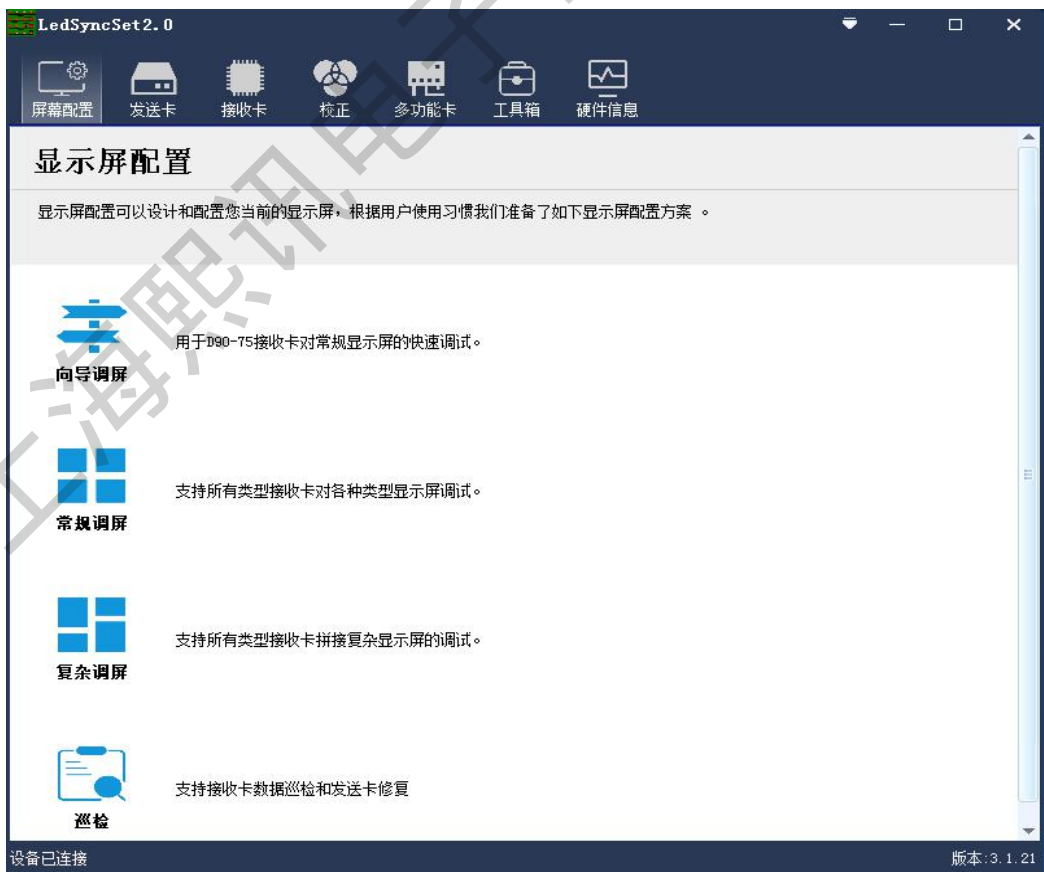 LedSyncSet2.0
屏幕配置 发送卡 接收卡 校正 多功能卡 工具箱 硬件信息
显示屏配置
显示屏配置可以设计和配置您当前的显示屏，根据用户使用习惯我们准备了如下显示屏配置方案 。
用于D90-75接收卡对常规显示屏的快速调试。
向导调屏
支持所有类型接收卡对各种类型显示屏调试。
常规调屏
支持所有类型接收卡拼接复杂显示屏的调试。
复杂调屏
支持接收卡数据巡检和发送卡修复
巡检
设备已连接
版本:3.1.21
上海熙讯电子